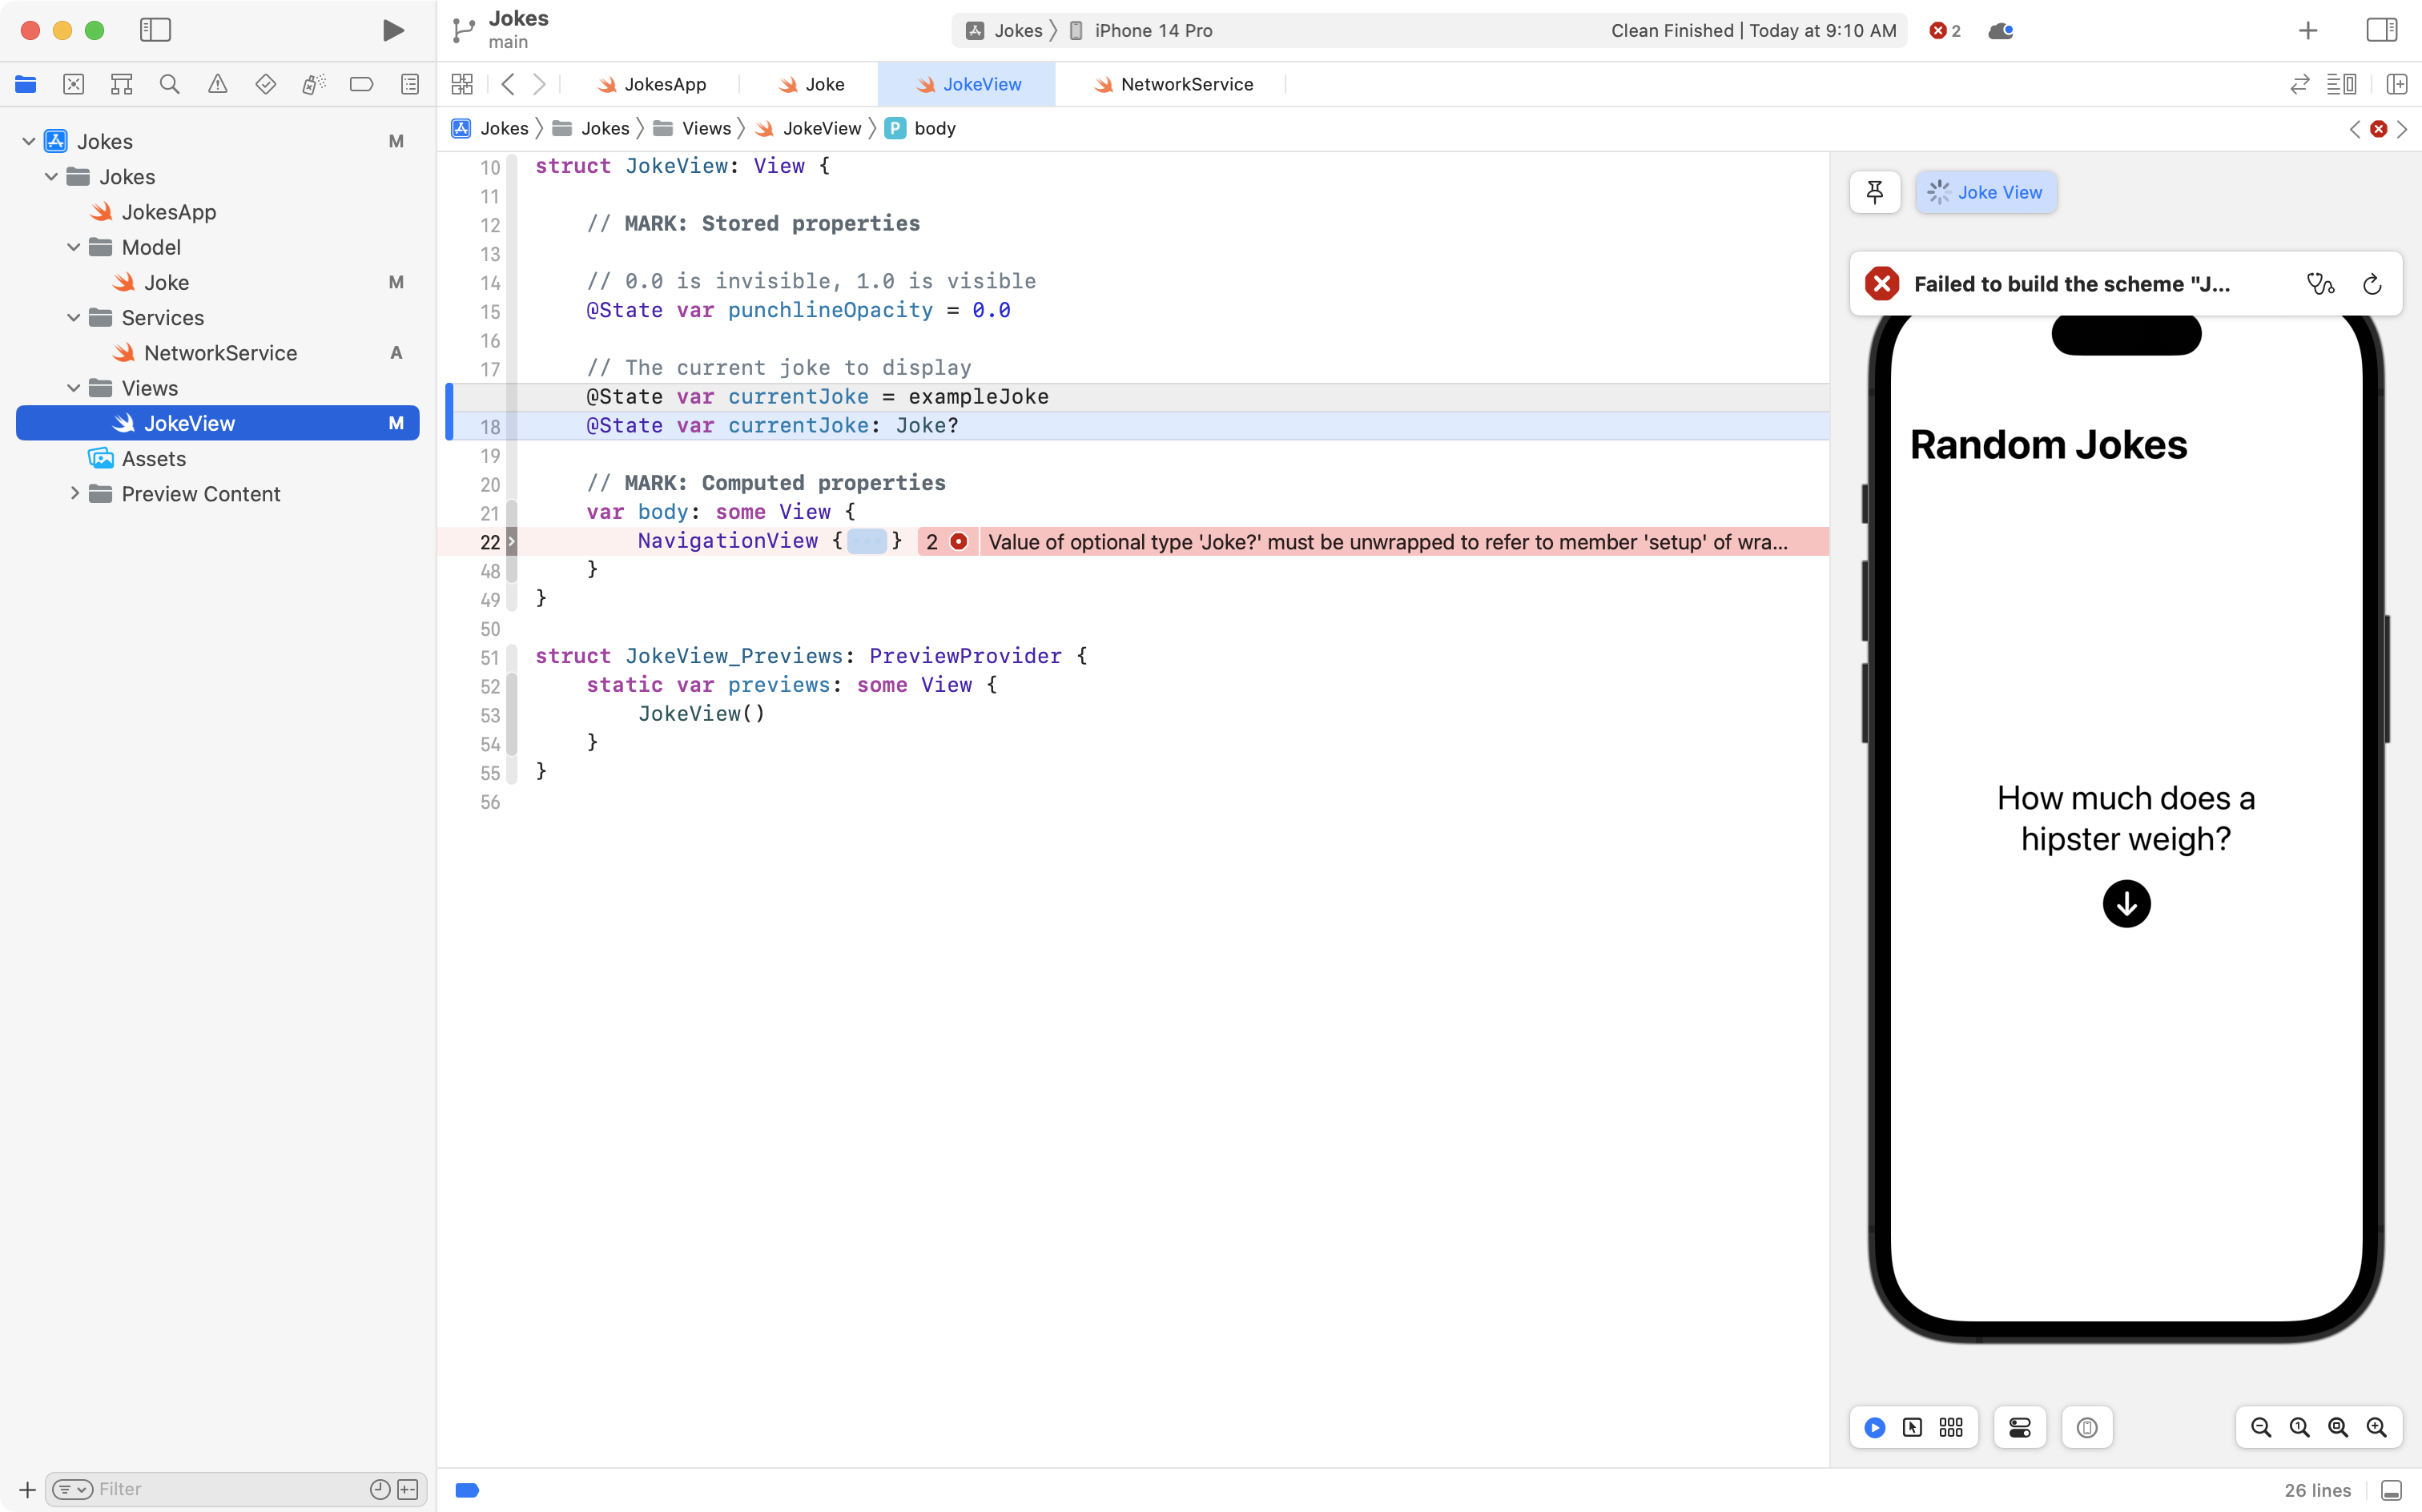 Jokes
main
Jokes
iPhone 14 Pro
Clean Finished | Today at 9:10 AM
2
JokesApp
Joke
JokeView
NetworkService
Jokes
Jokes
Views
JokeView
P
body
Jokes M
Jokes
JokesApp
Model
Joke M
Services
NetworkService A
Views
JokeView M
Assets
Preview Content
10 struct JokeView: View {
11
12 // MARK: Stored properties
13
14 // 0.0 is invisible, 1.0 is visible
15 @State var punchlineOpacity = 0.0
16
17 // The current joke to display
@State var currentJoke = exampleJoke
18 @State var currentJoke: Joke?
19
20 // MARK: Computed properties
21 var body: some View {
22 NavigationView { ••• } 2 Value of optional type 'Joke?' must be unwrapped to refer to member 'setup' of wra...
48 }
49 }
50
51 struct JokeView_Previews: PreviewProvider {
52 static var previews: some View {
53 JokeView()
54 }
55 }
56
Joke View
Failed to build the scheme "J...
Random Jokes
How much does a
hipster weigh?
Filter
26 lines